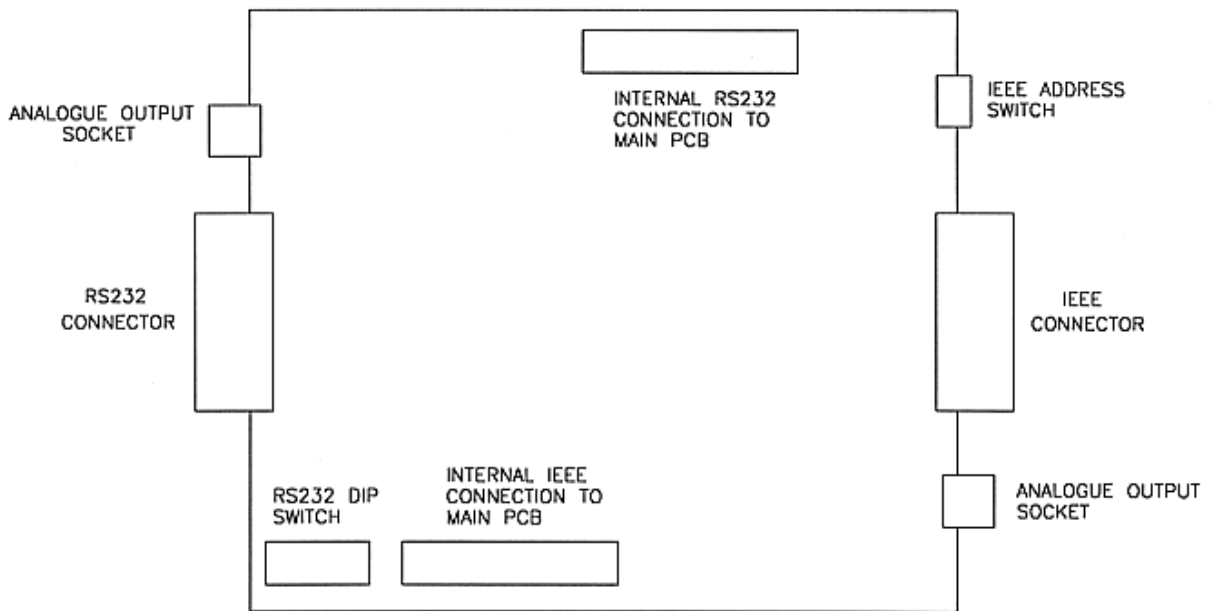 ANALOGUE OUTPUT
SOCKET
INTERNAL RS232
CONNECTION TO
MAIN PCB
IEEE ADDRESS
SWITCH
RS232
CONNECTOR
IEEE
CONNECTOR
RS232 DIP
SWITCH
INTERNAL IEEE
CONNECTION TO
MAIN PCB
ANALOGUE OUTPUT
SOCKET